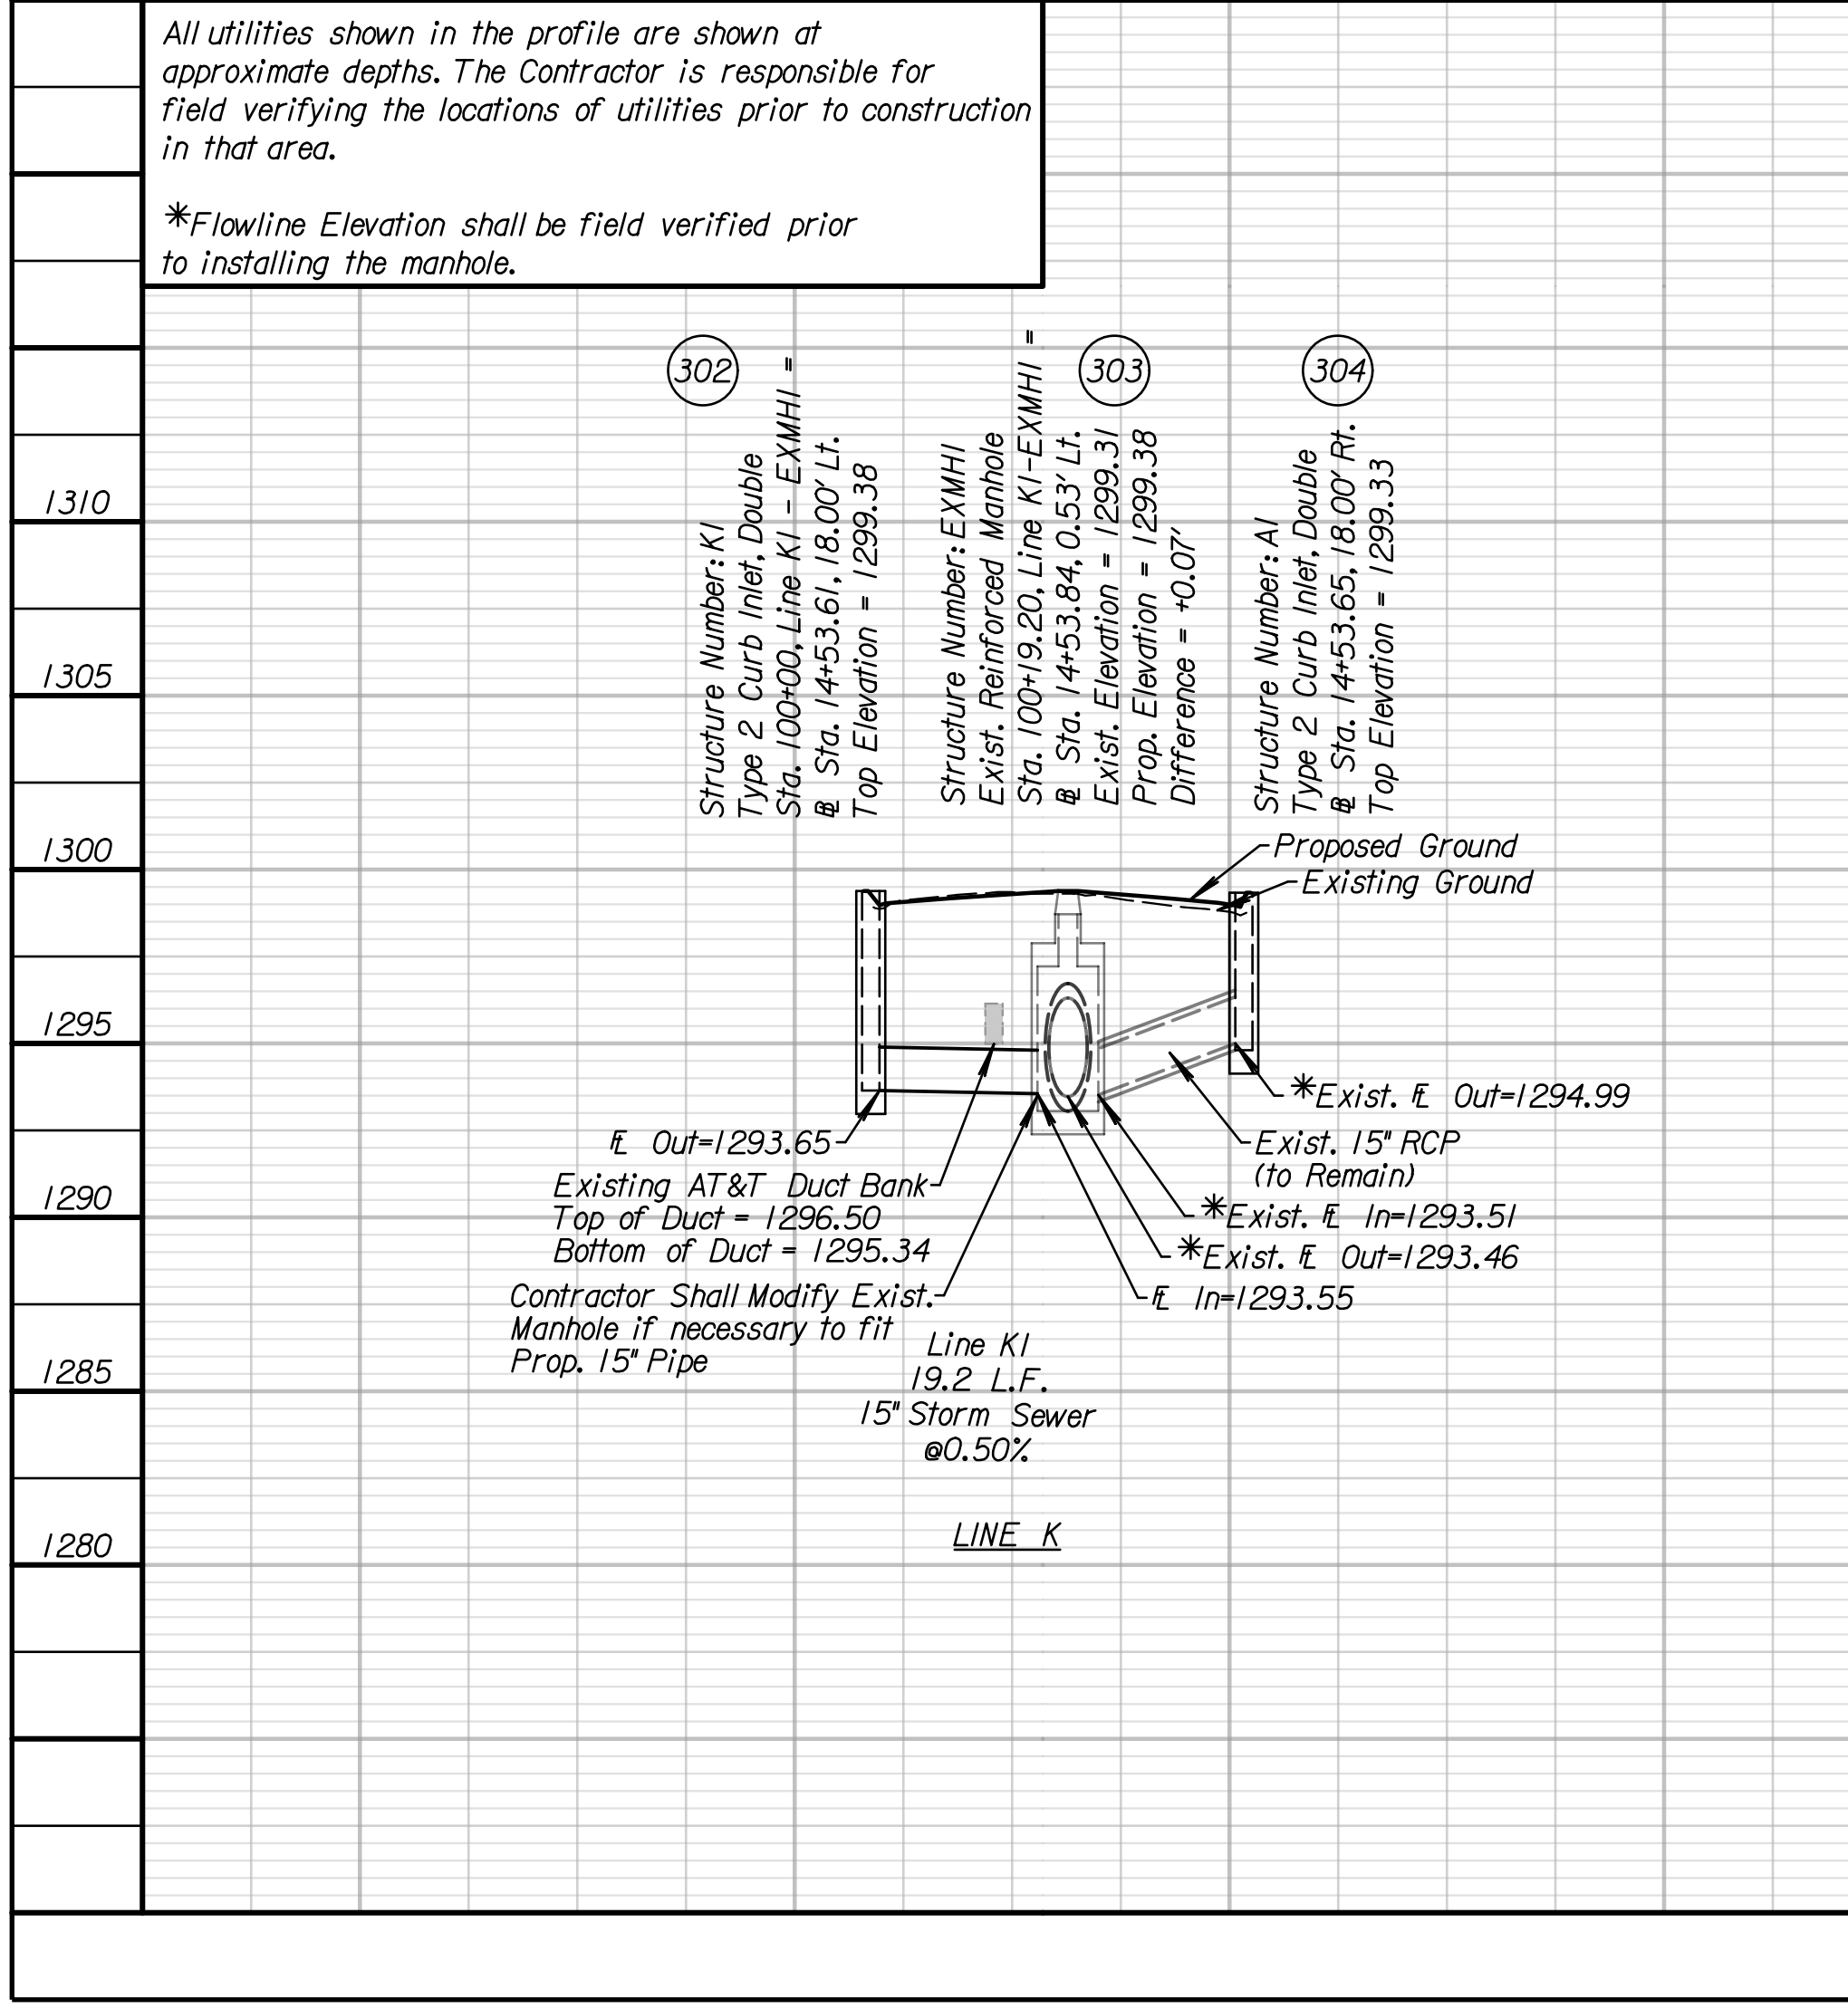 All utilities shown in the profile are shown at
approximate depths. The Contractor is responsible for
field verifying the locations of utilities prior to construction
in that area.
*Flowline Elevation shall be field verified prior
to installing the manhole.
302
303
304
Structure Number: K1
Type 2 Curb Inlet, Double
Sta. 100+00, Line K1 - EXMH1 =
℄ Sta. 14+53.61, 18.00' Lt.
Top Elevation = 1299.38
Structure Number: EXMH1
Exist. Reinforced Manhole
Sta. 100+19.20, Line K1-EXMH1 =
℄ Sta. 14+53.84, 0.53' Lt.
Exist. Elevation = 1299.31
Prop. Elevation = 1299.38
Difference = +0.07'
Structure Number: A1
Type 2 Curb Inlet, Double
℄ Sta. 14+53.65, 18.00' Rt.
Top Elevation = 1299.33
1310
1305
1300
1295
1290
1285
1280
Proposed Ground
Existing Ground
FL Out=1293.65
Existing AT&T Duct Bank
Top of Duct = 1296.50
Bottom of Duct = 1295.34
Contractor Shall Modify Exist.
Manhole if necessary to fit
Prop. 15" Pipe
*Exist. FL Out=1294.99
Exist. 15" RCP
(to Remain)
*Exist. FL In=1293.51
*Exist. FL Out=1293.46
FL In=1293.55
Line K1
19.2 L.F.
15" Storm Sewer
@0.50%
LINE K